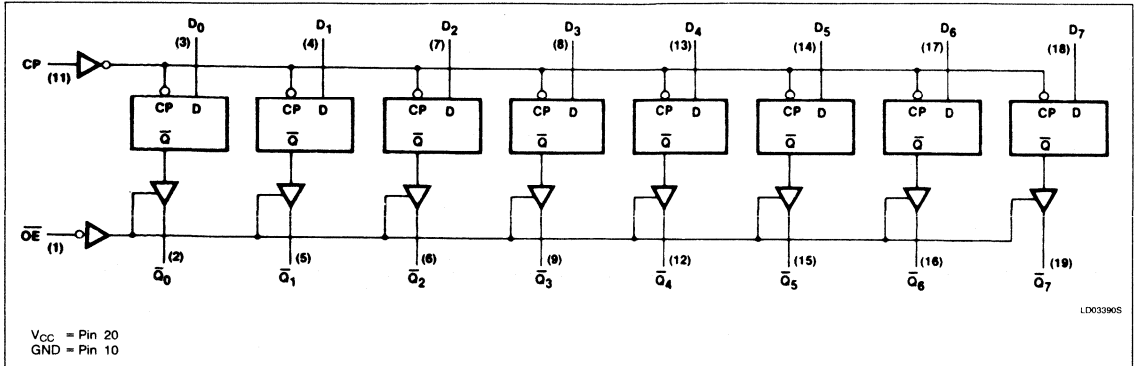 D₀ D₁ D₂ D₃ D₄ D₅ D₆ D₇
(3) (4) (7) (8) (13) (14) (17) (18)
CP
(11)
CP D CP D CP D CP D CP D CP D CP D CP D
Q̅ Q̅ Q̅ Q̅ Q̅ Q̅ Q̅ Q̅
O̅E̅
(1)
(2) (5) (6) (9) (12) (15) (16) (19)
Q̅₀ Q̅₁ Q̅₂ Q̅₃ Q̅₄ Q̅₅ Q̅₆ Q̅₇
LD03390S
V_CC = Pin 20
GND = Pin 10